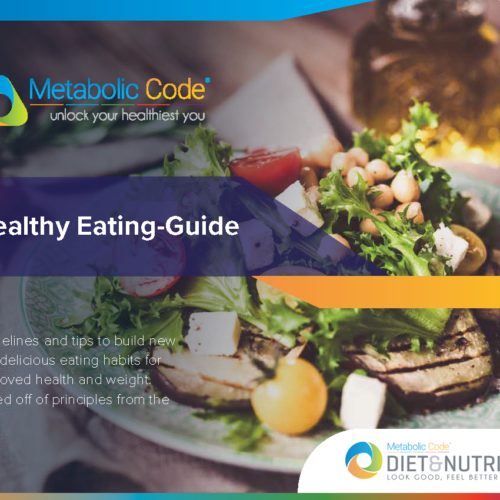 Metabolic Code®
unlock your healthiest you
ealthy Eating-Guide
elines and tips to build new
delicious eating habits for
oved health and weight.
ed off of principles from the
Metabolic Code®
DIET&NUTRI
LOOK GOOD, FEEL BETTER